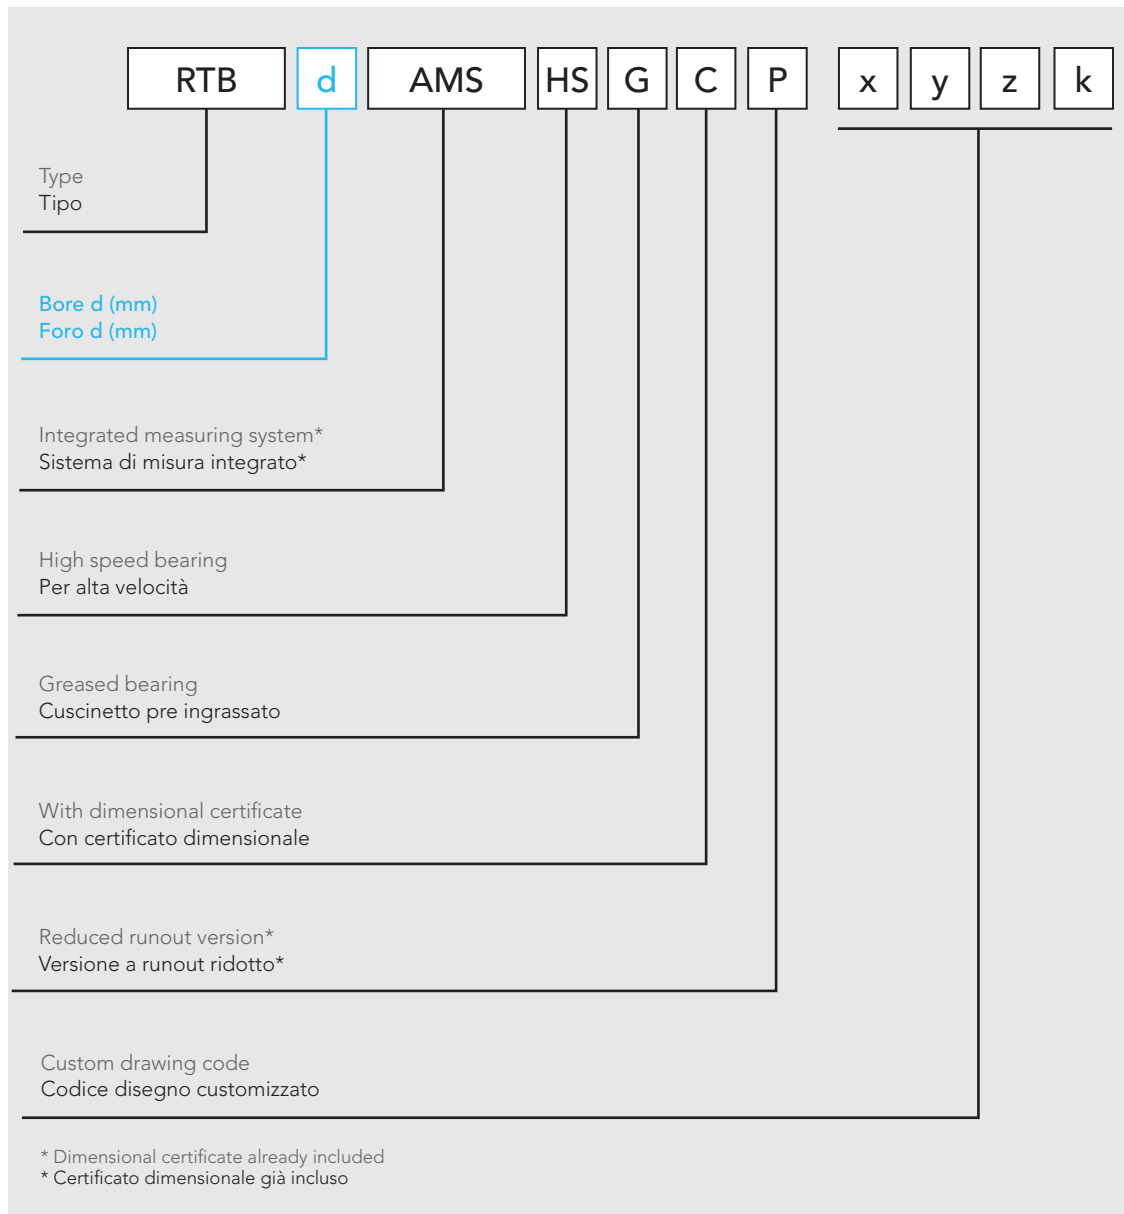 RTB d AMS HS G C P x y z k
Type
Tipo
Bore d (mm)
Foro d (mm)
Integrated measuring system*
Sistema di misura integrato*
High speed bearing
Per alta velocità
Greased bearing
Cuscinetto pre ingrassato
With dimensional certificate
Con certificato dimensionale
Reduced runout version*
Versione a runout ridotto*
Custom drawing code
Codice disegno customizzato
* Dimensional certificate already included
* Certificato dimensionale già incluso